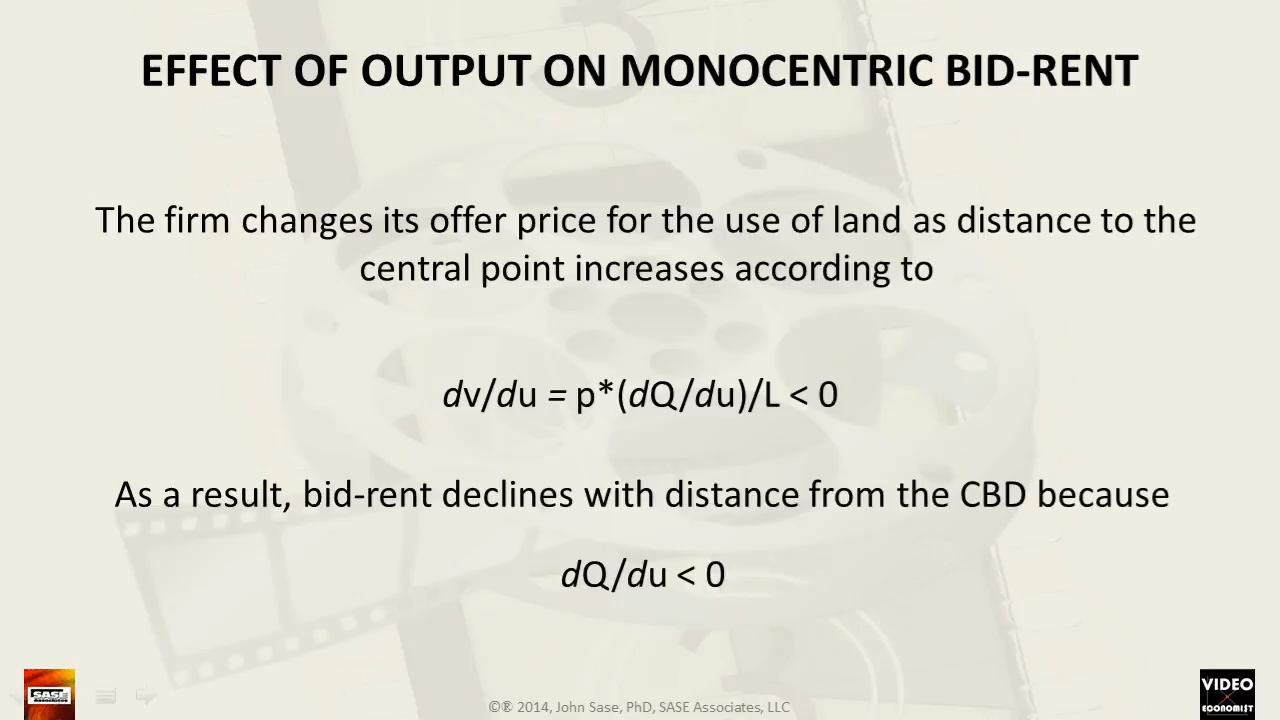 EFFECT OF OUTPUT ON MONOCENTRIC BID-RENT
The firm changes its offer price for the use of land as distance to the
central point increases according to
dv/du = p*(dQ/du)/L < 0
As a result, bid-rent declines with distance from the CBD because
dQ/du < 0
SASE
©® 2014, John Sase, PhD, SASE Associates, LLC
VIDEO
ECONOMIST